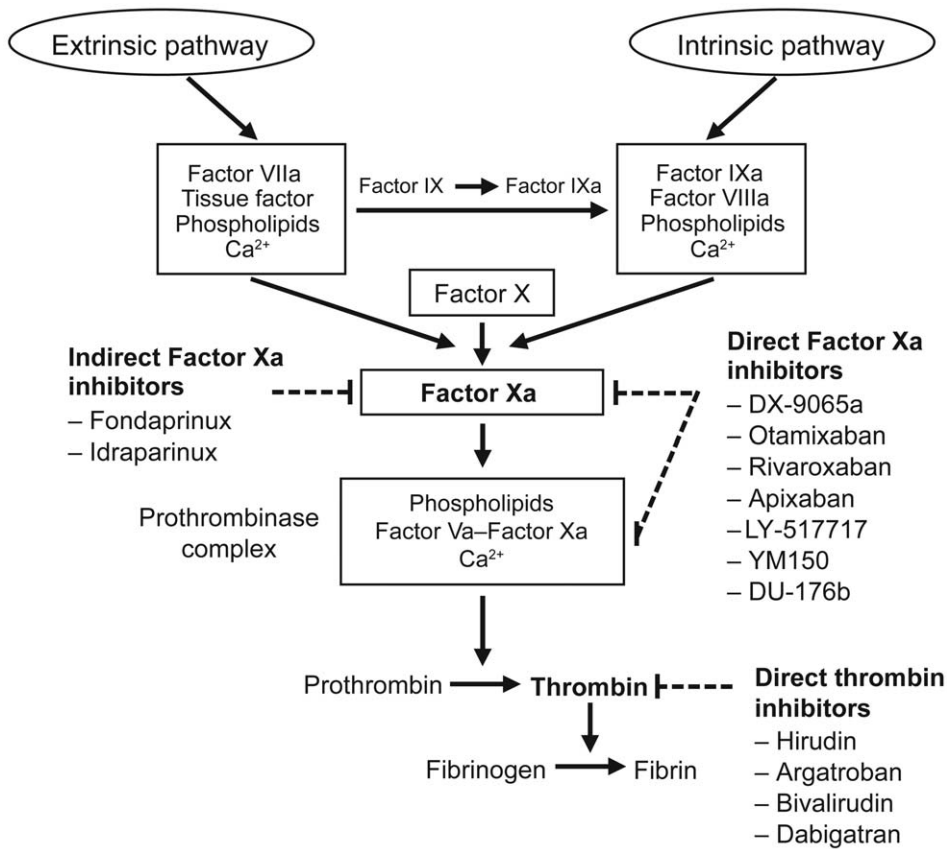 Extrinsic pathway
Intrinsic pathway
Factor VIIa
Tissue factor
Phospholipids
Ca²⁺
Factor IX
Factor IXa
Factor IXa
Factor VIIIa
Phospholipids
Ca²⁺
Factor X
Indirect Factor Xa
inhibitors
– Fondaprinux
– Idraparinux
Factor Xa
Direct Factor Xa
inhibitors
– DX-9065a
– Otamixaban
– Rivaroxaban
– Apixaban
– LY-517717
– YM150
– DU-176b
Prothrombinase
complex
Phospholipids
Factor Va–Factor Xa
Ca²⁺
Prothrombin
Thrombin
Direct thrombin
inhibitors
– Hirudin
– Argatroban
– Bivalirudin
– Dabigatran
Fibrinogen
Fibrin